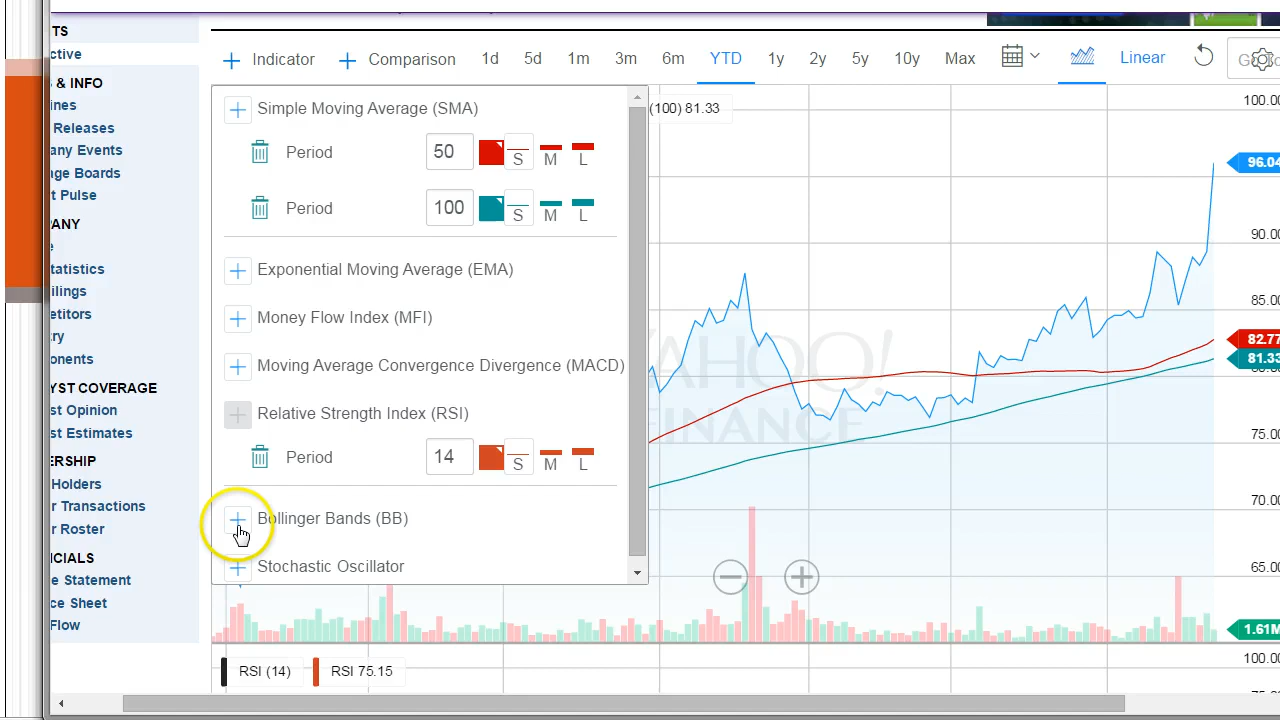 TS
ctive
& INFO
ines
Releases
any Events
age Boards
t Pulse
ANY
e
tatistics
ilings
etitors
ry
onents
YST COVERAGE
st Opinion
st Estimates
ERSHIP
Holders
r Transactions
r Roster
CIALS
e Statement
ce Sheet
Flow
Indicator Comparison 1d 5d 1m 3m 6m YTD 1y 2y 5y 10y Max Linear
Simple Moving Average (SMA)
Period 50 S M L
Period 100 S M L
Exponential Moving Average (EMA)
Money Flow Index (MFI)
Moving Average Convergence Divergence (MACD)
Relative Strength Index (RSI)
Period 14 S M L
Bollinger Bands (BB)
Stochastic Oscillator
(100) 81.33
YAHOO!
FINANCE
100.00
96.04
90.00
85.00
82.77
81.33
75.00
70.00
65.00
1.61M
RSI (14) RSI 75.15
100.00